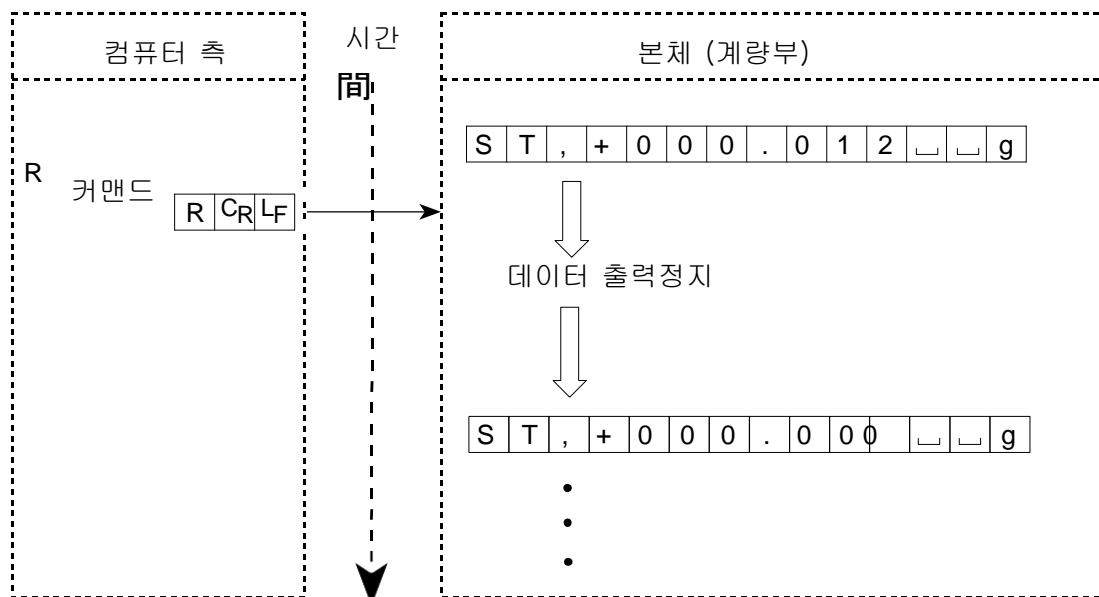 컴퓨터 측
시간
間
본체 (계량부)
S T , + 0 0 0 . 0 1 2 ⎵ ⎵ g
R 커맨드
R CR LF
데이터 출력정지
S T , + 0 0 0 . 0 0 0 ⎵ ⎵ g